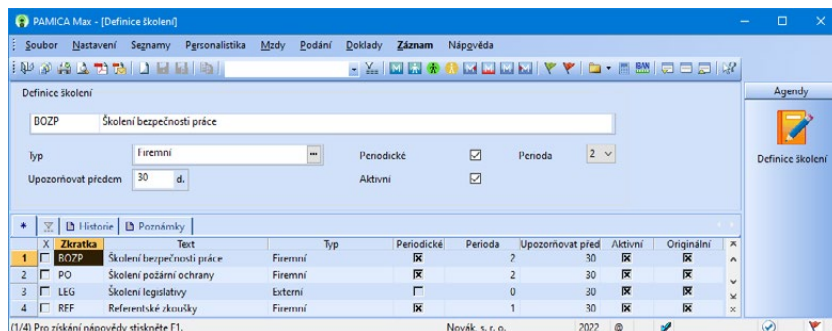 PAMICA Max - [Definice školení]
Soubor Nastavení Seznamy Personalistika Mzdy Podání Doklady Záznam Nápověda
Definice školení
Agendy
BOZP Školení bezpečnosti práce
Typ Firemní Periodické Perioda 2
Definice školení
Upozorňovat předem 30 d. Aktivní
* Historie Poznámky
X Zkratka Text Typ Periodické Perioda Upozorňovat před Aktivní Originální
1 BOZP Školení bezpečnosti práce Firemní 2 30
2 PO Školení požární ochrany Firemní 2 30
3 LEG Školení legislativy Externí 0 30
4 REF Referentské zkoušky Firemní 1 30
(1/4) Pro získání nápovědy stiskněte F1. Novák, s. r. o. 2022 @